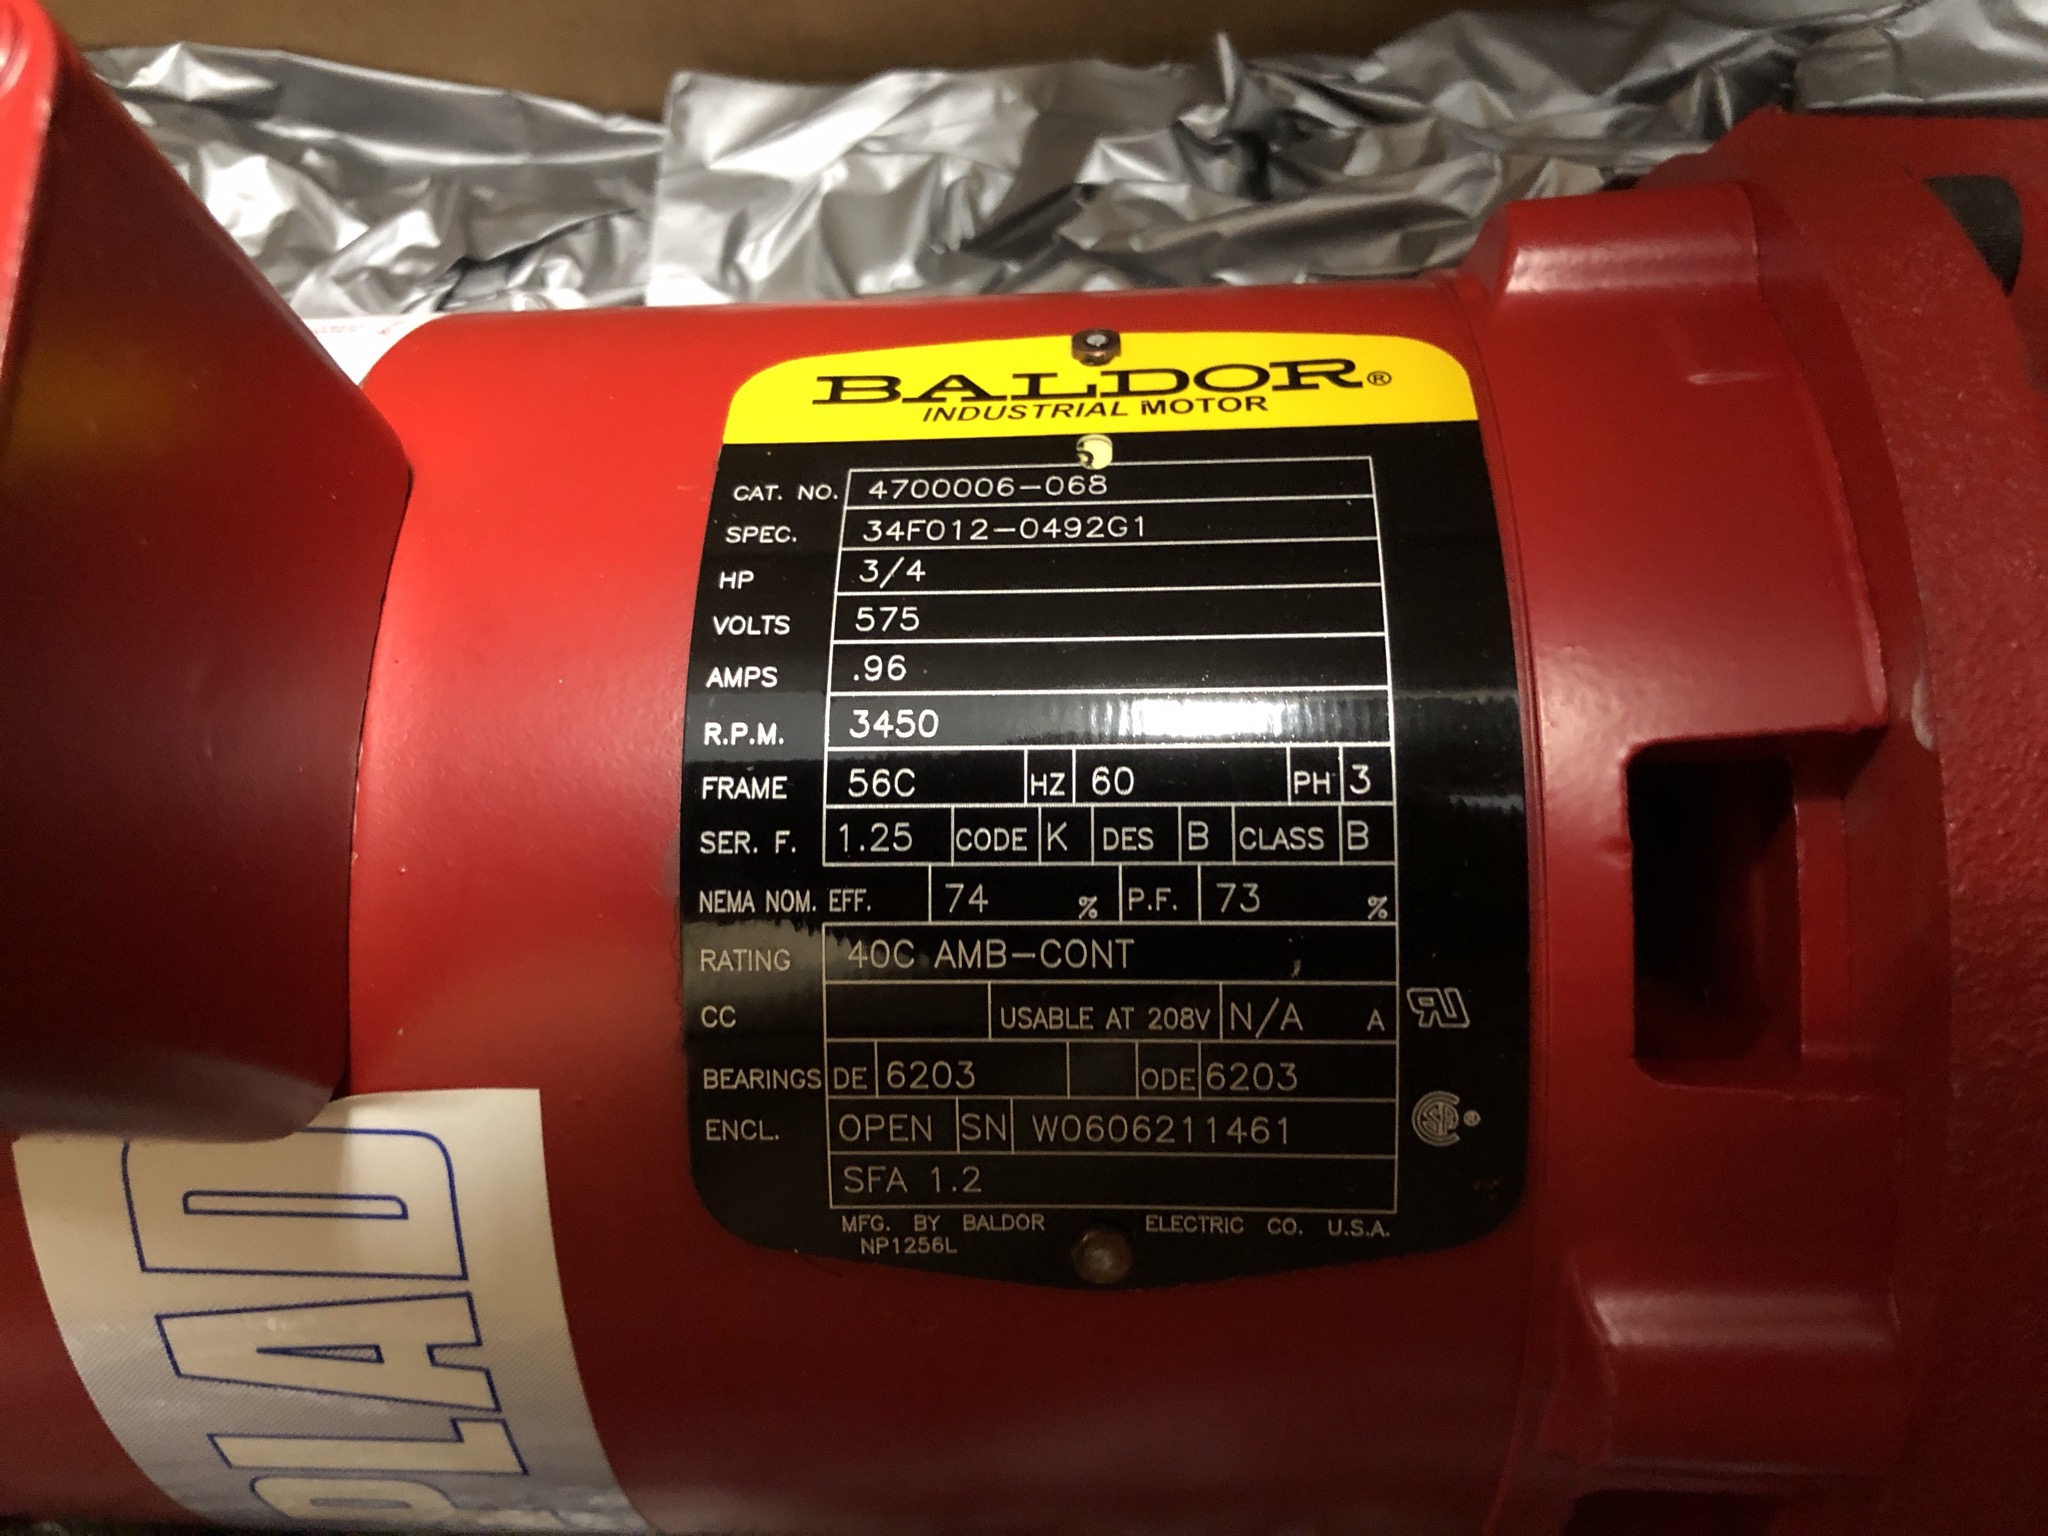 BALDOR®
INDUSTRIAL MOTOR
CAT. NO. 4700006-068
SPEC. 34F012-0492G1
HP 3/4
VOLTS 575
AMPS .96
R.P.M. 3450
FRAME 56C HZ 60 PH 3
SER. F. 1.25 CODE K DES B CLASS B
NEMA NOM. EFF. 74 % P.F. 73 %
RATING 40C AMB-CONT
CC USABLE AT 208V N/A A
BEARINGS DE 6203 ODE 6203
ENCL. OPEN SN W0606211461
SFA 1.2
MFG. BY BALDOR ELECTRIC CO. U.S.A.
NP1256L